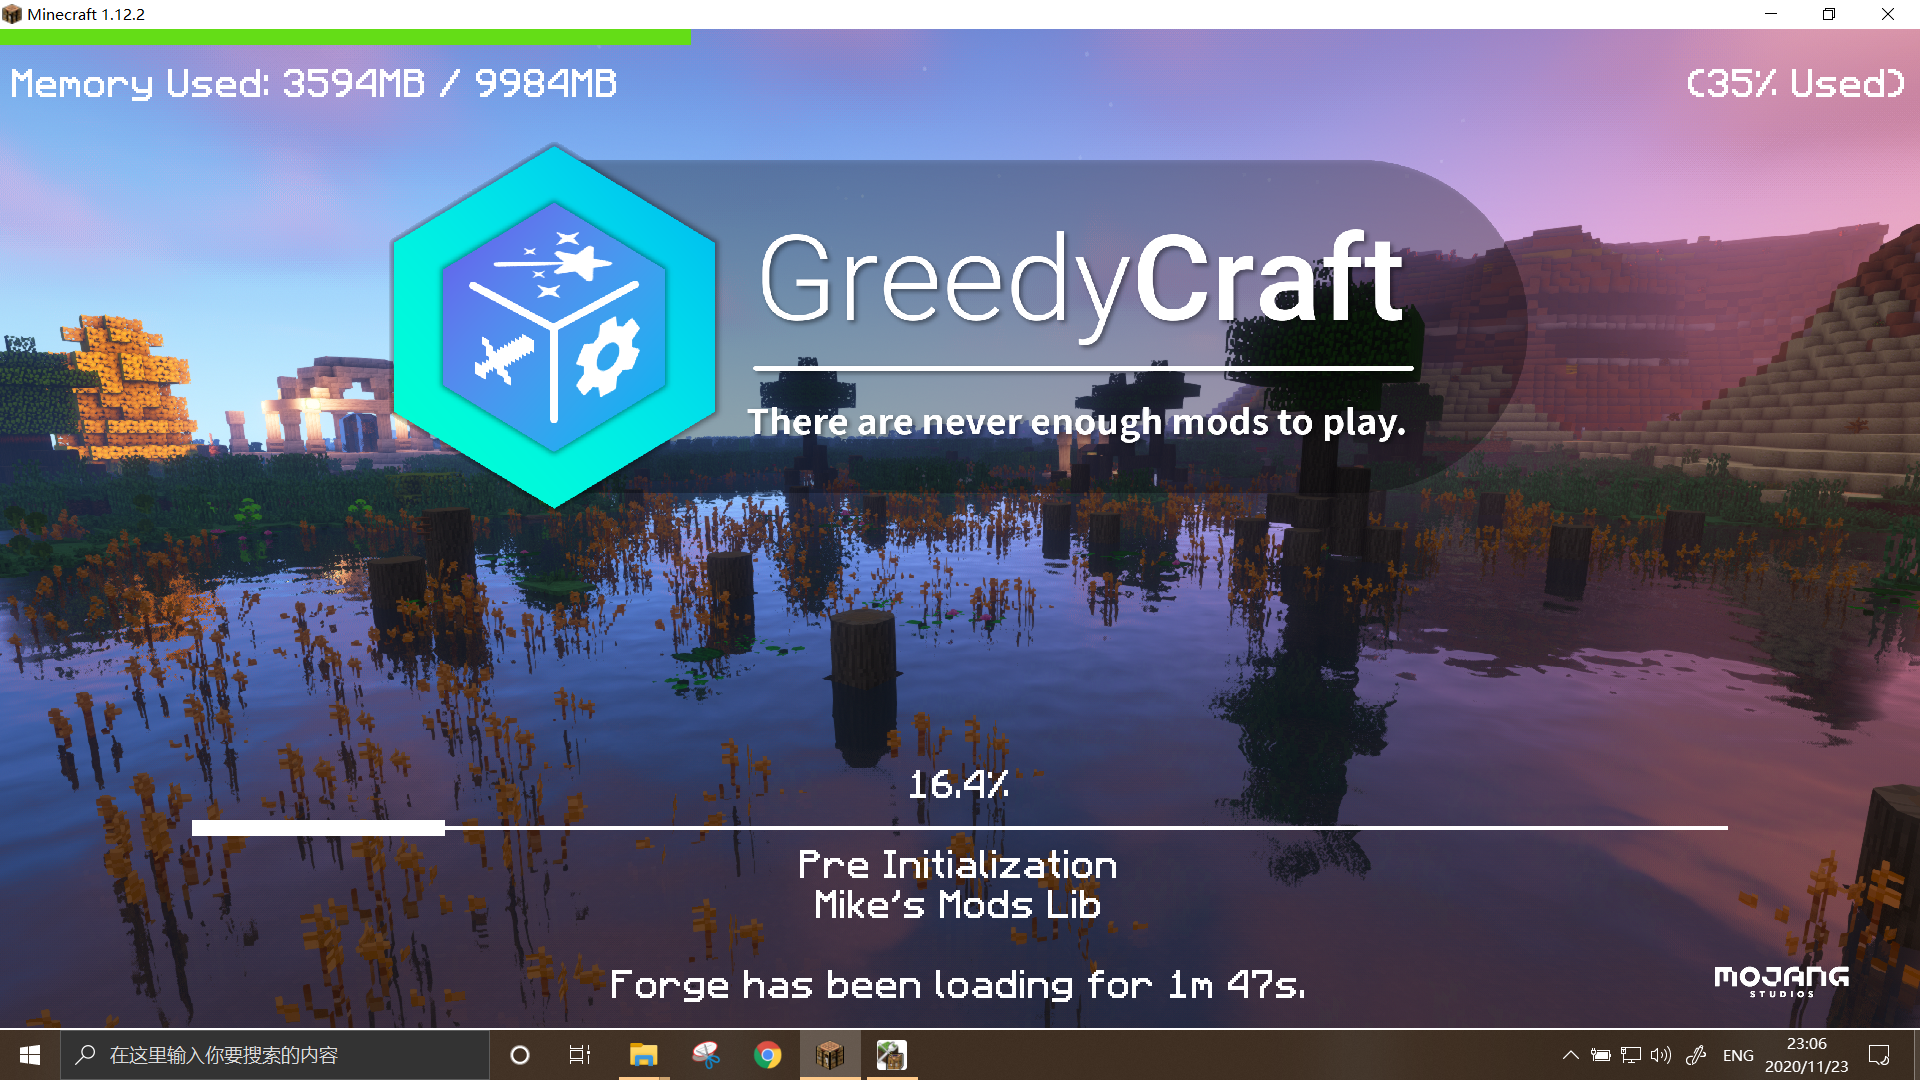 Minecraft 1.12.2
Memory Used: 3594MB / 9984MB
(35% Used)
GreedyCraft
There are never enough mods to play.
16.4%
Pre Initialization
Mike's Mods Lib
Forge has been loading for 1m 47s.
MOJANG
STUDIOS
在这里输入你要搜索的内容
ENG
23:06
2020/11/23